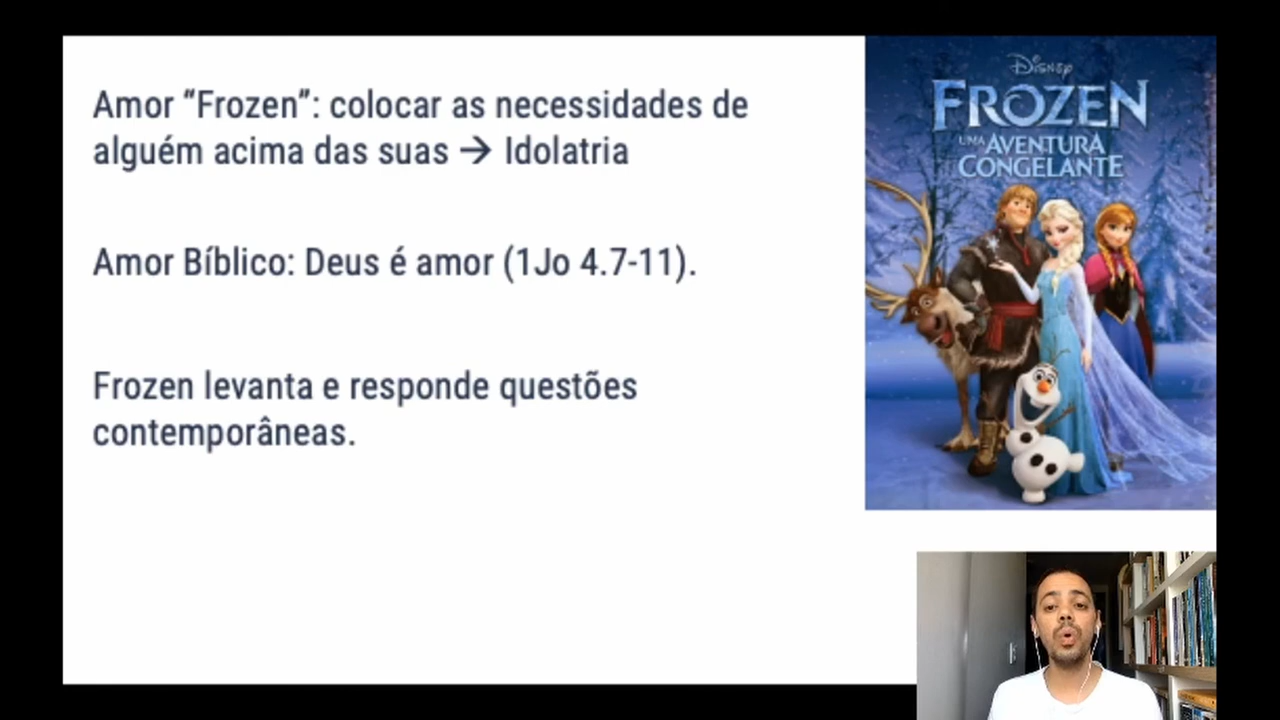 Amor “Frozen”: colocar as necessidades de
alguém acima das suas → Idolatria
Amor Bíblico: Deus é amor (1Jo 4.7-11).
Frozen levanta e responde questões
contemporâneas.
Disney
FROZEN
UMA AVENTURA
CONGELANTE